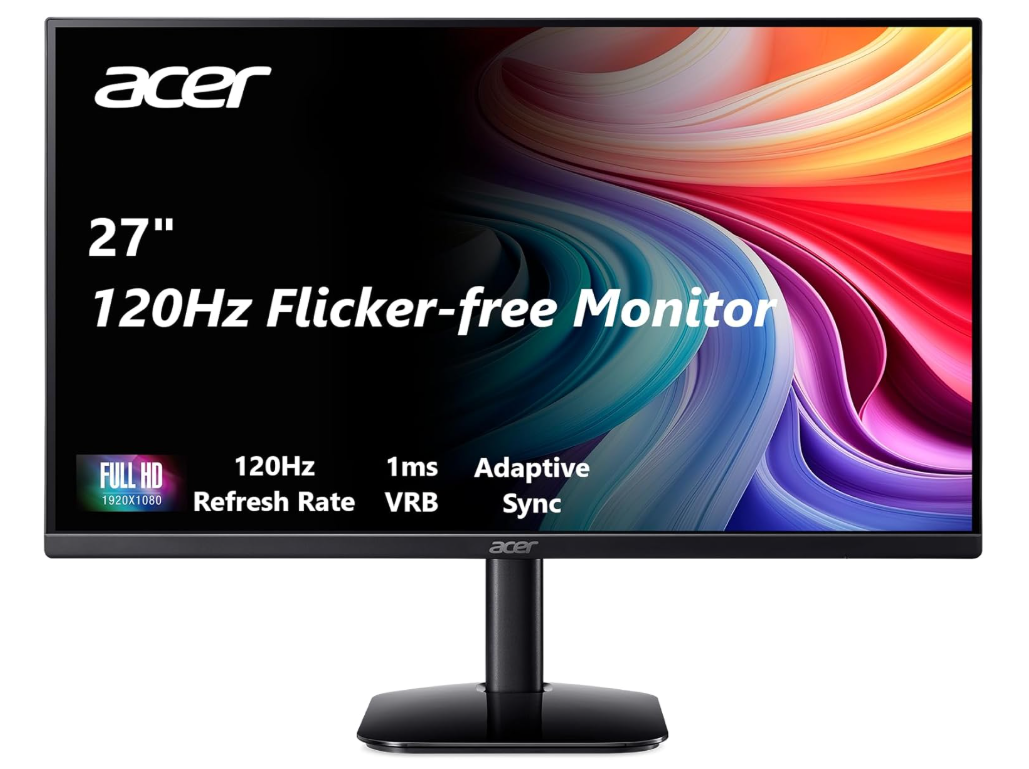 acer
27"
120Hz Flicker-free Monitor
FULL HD
1920X1080
120Hz
Refresh Rate
1ms
VRB
Adaptive
Sync
acer